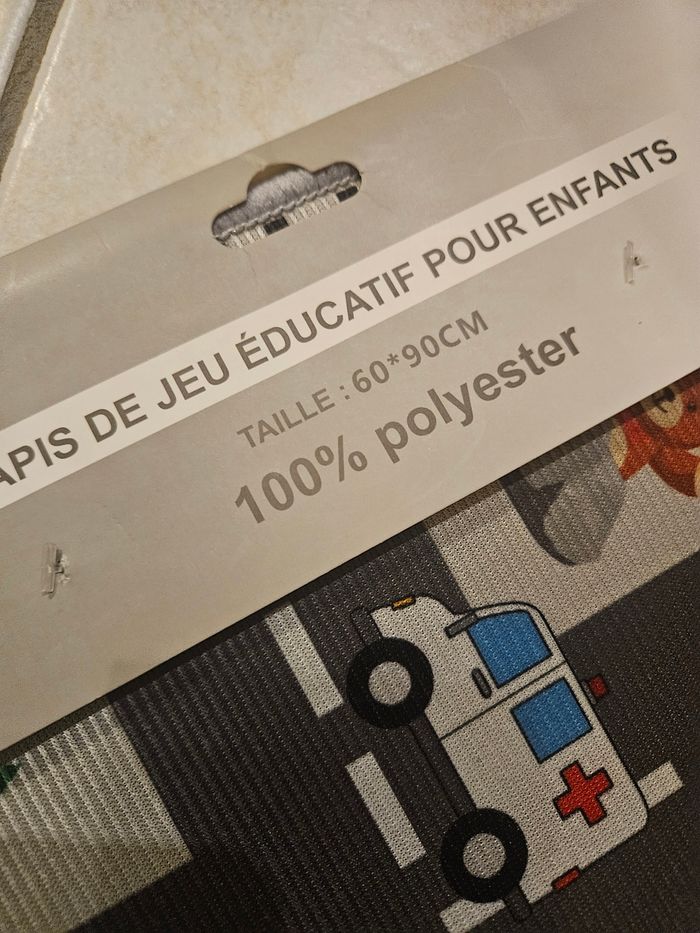 APIS DE JEU ÉDUCATIF POUR ENFANTS
TAILLE : 60*90CM
100% polyester